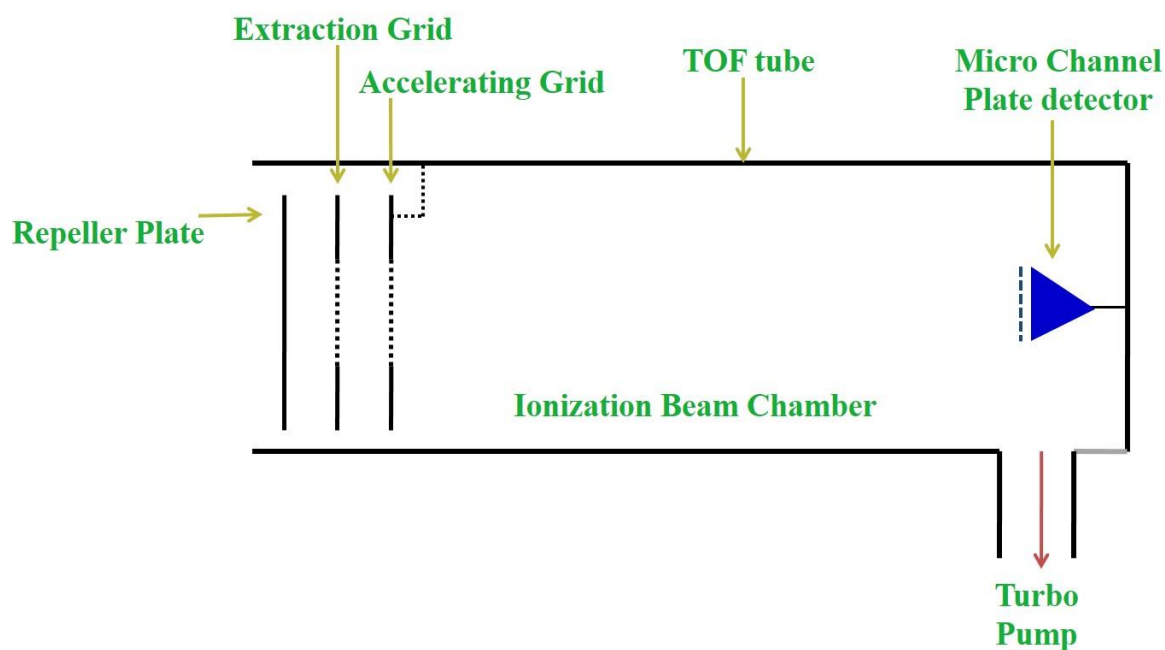 Extraction Grid
Accelerating Grid
TOF tube
Micro Channel
Plate detector
Repeller Plate
Ionization Beam Chamber
Turbo
Pump